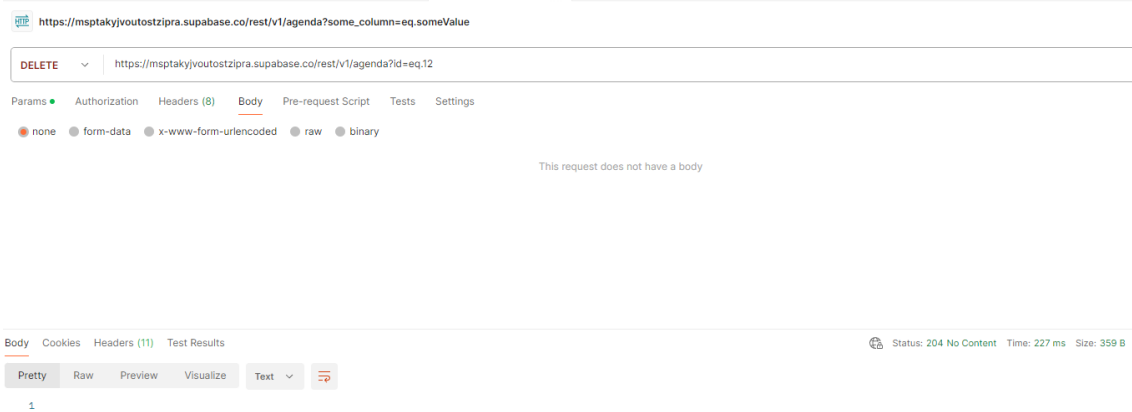 HTTP https://msptakyjvoutostzipra.supabase.co/rest/v1/agenda?some_column=eq.someValue
DELETE https://msptakyjvoutostzipra.supabase.co/rest/v1/agenda?id=eq.12
Params Authorization Headers (8) Body Pre-request Script Tests Settings
none form-data x-www-form-urlencoded raw binary
This request does not have a body
Body Cookies Headers (11) Test Results Status: 204 No Content Time: 227 ms Size: 359 B
Pretty Raw Preview Visualize Text
1